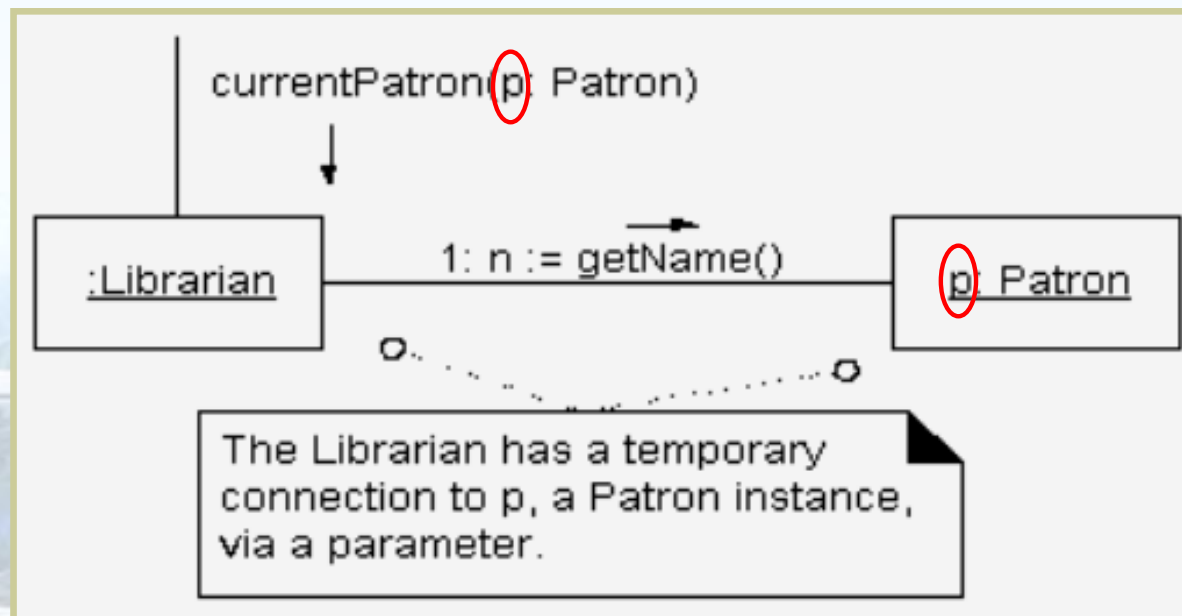 currentPatron(p: Patron)
1: n := getName()
:Librarian
p: Patron
The Librarian has a temporary
connection to p, a Patron instance,
via a parameter.